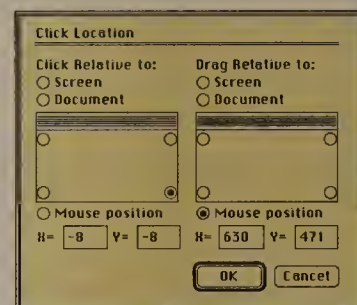 Click Location
Click Relative to:
Screen
Document
Mouse position
X= -8 Y= -8
Drag Relative to:
Screen
Document
Mouse position
X= 630 Y= 471
OK
Cancel